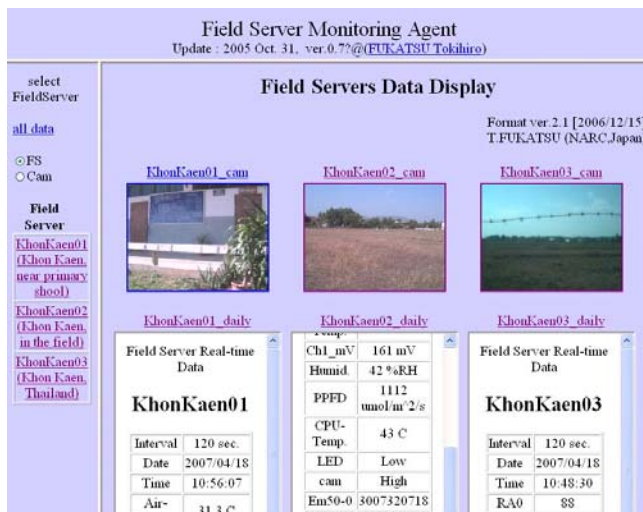 Field Server Monitoring Agent
Update : 2005 Oct. 31, ver.0.7?@(FUKATSU Tokihiro)
select
FieldServer
all data
FS
Cam
Field
Server
KhonKaen01
(Khon Kaen,
near primary
shool)
KhonKaen02
(Khon Kaen,
in the field)
KhonKaen03
(Khon Kaen,
Thailand)
Field Servers Data Display
Format ver.2.1 [2006/12/15]
T.FUKATSU (NARC,Japan
KhonKaen01_cam
KhonKaen02_cam
KhonKaen03_cam
KhonKaen01_daily
Field Server Real-time
Data
KhonKaen01
Interval 120 sec.
Date 2007/04/18
Time 10:56:07
Air- 31.3 C
KhonKaen02_daily
Temp.
Ch1_mV 161 mV
Humid. 42 %RH
PPFD 1112
umol/m^2/s
CPU-
Temp. 43 C
LED Low
cam High
Em50-0 3007320718
KhonKaen03_daily
Field Server Real-time
Data
KhonKaen03
Interval 120 sec.
Date 2007/04/18
Time 10:48:30
RA0 88